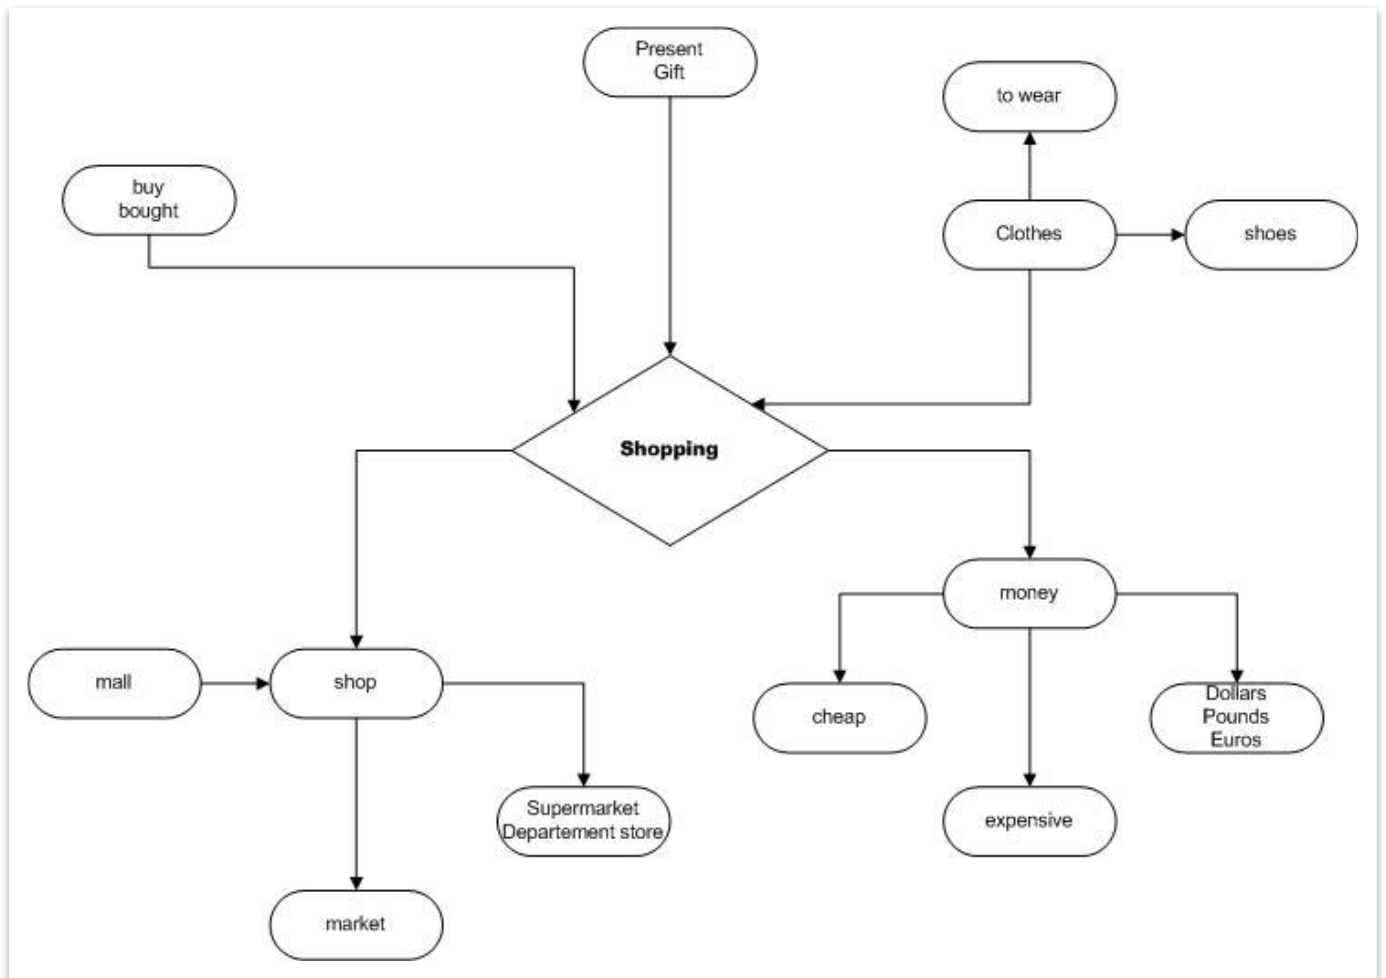 Present
Gift
to wear
buy
bought
Clothes
shoes
Shopping
money
mall
shop
cheap
Dollars
Pounds
Euros
Supermarket
Departement store
expensive
market